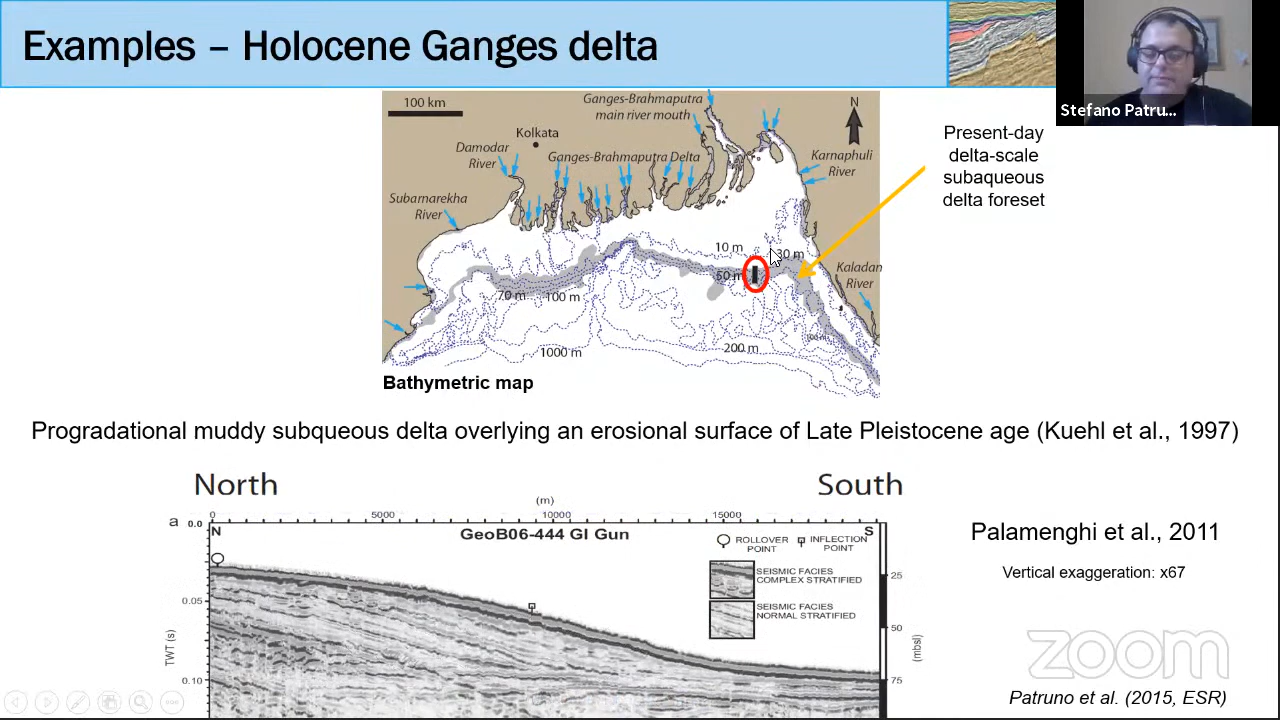 Examples – Holocene Ganges delta
Stefano Patru...
100 km
Ganges-Brahmaputra
main river mouth
N
Kolkata
Damodar
River
Ganges-Brahmaputra Delta
Karnaphuli
River
Subarnarekha
River
10 m
30 m
50 m
Kaladan
River
70 m
100 m
1000 m
200 m
Bathymetric map
Present-day
delta-scale
subaqueous
delta foreset
Progradational muddy subqueous delta overlying an erosional surface of Late Pleistocene age (Kuehl et al., 1997)
North
South
(m)
a
0
5000
10000
15000
0.0
N
GeoB06-444 GI Gun
S
ROLLOVER
POINT
INFLECTION
POINT
SEISMIC FACIES
COMPLEX STRATIFIED
SEISMIC FACIES
NORMAL STRATIFIED
0.05
0.10
TWT (s)
25
50
75
(mbsl)
Palamenghi et al., 2011
Vertical exaggeration: x67
zoom
Patruno et al. (2015, ESR)